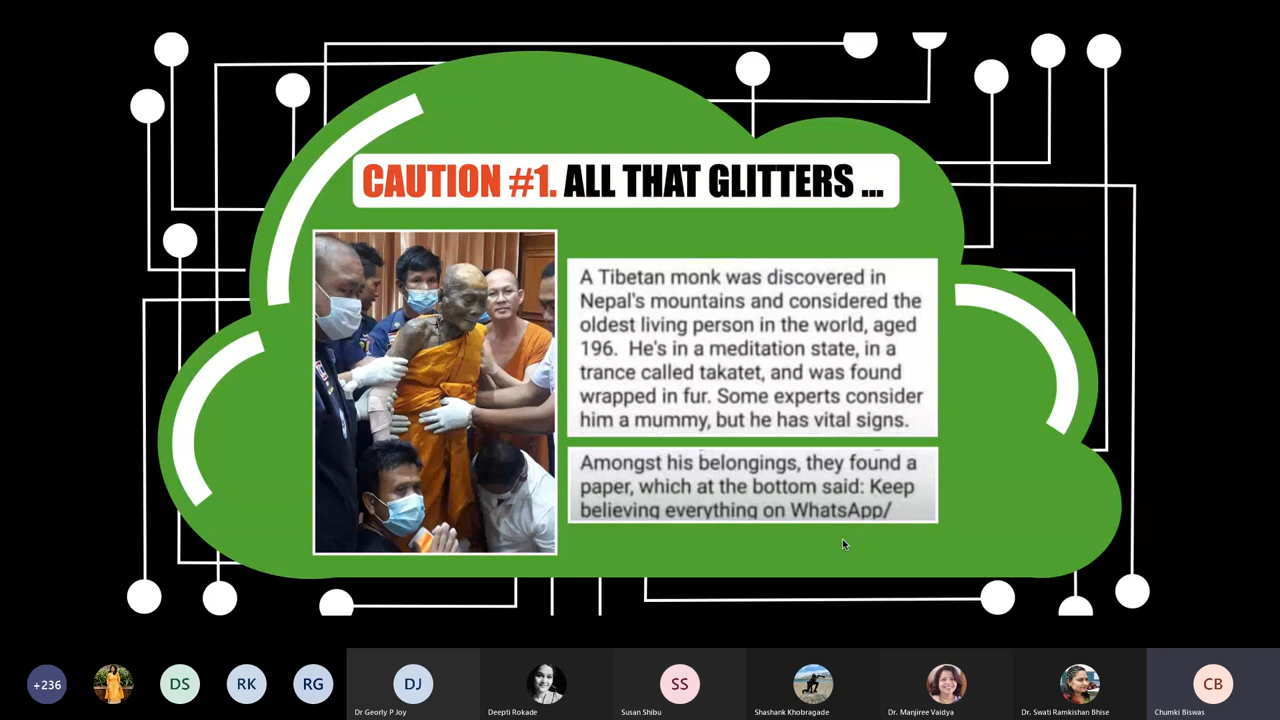 CAUTION #1. ALL THAT GLITTERS ...
A Tibetan monk was discovered in
Nepal's mountains and considered the
oldest living person in the world, aged
196. He's in a meditation state, in a
trance called takatet, and was found
wrapped in fur. Some experts consider
him a mummy, but he has vital signs.
Amongst his belongings, they found a
paper, which at the bottom said: Keep
believing everything on WhatsApp/
+236
DS
RK
RG
DJ
SS
CB
Dr Georly P Joy
Deepti Rokade
Susan Shibu
Shashank Khobragade
Dr. Manjiree Vaidya
Dr. Swati Ramkishan Bhise
Chumki Biswas